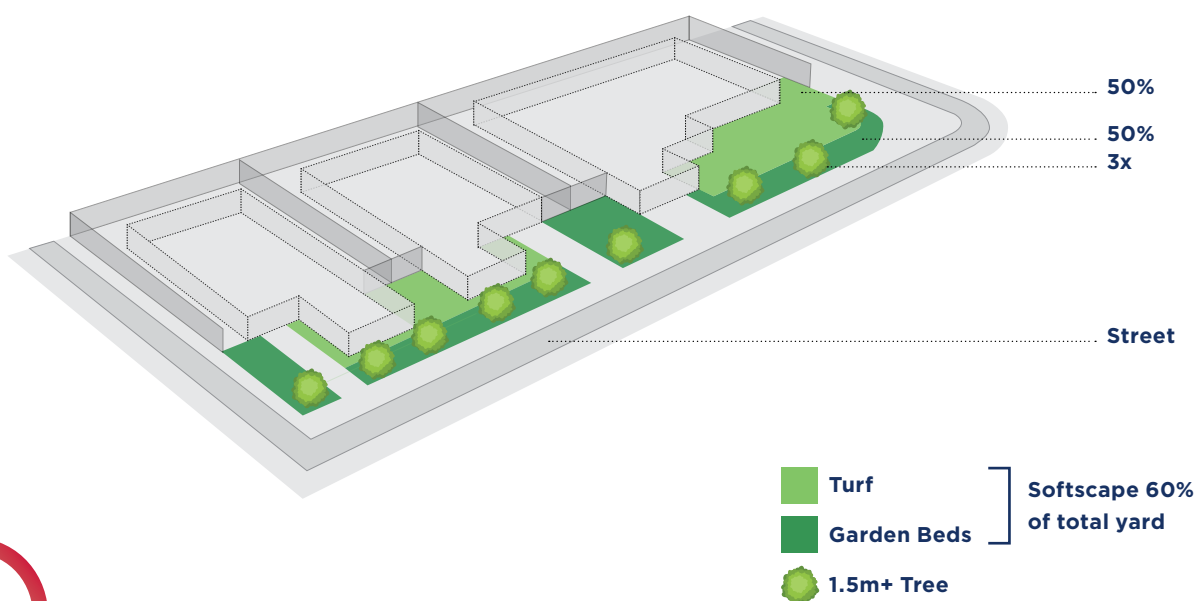 50%
50%
3x
Street
Turf
Garden Beds
Softscape 60%
of total yard
1.5m+ Tree